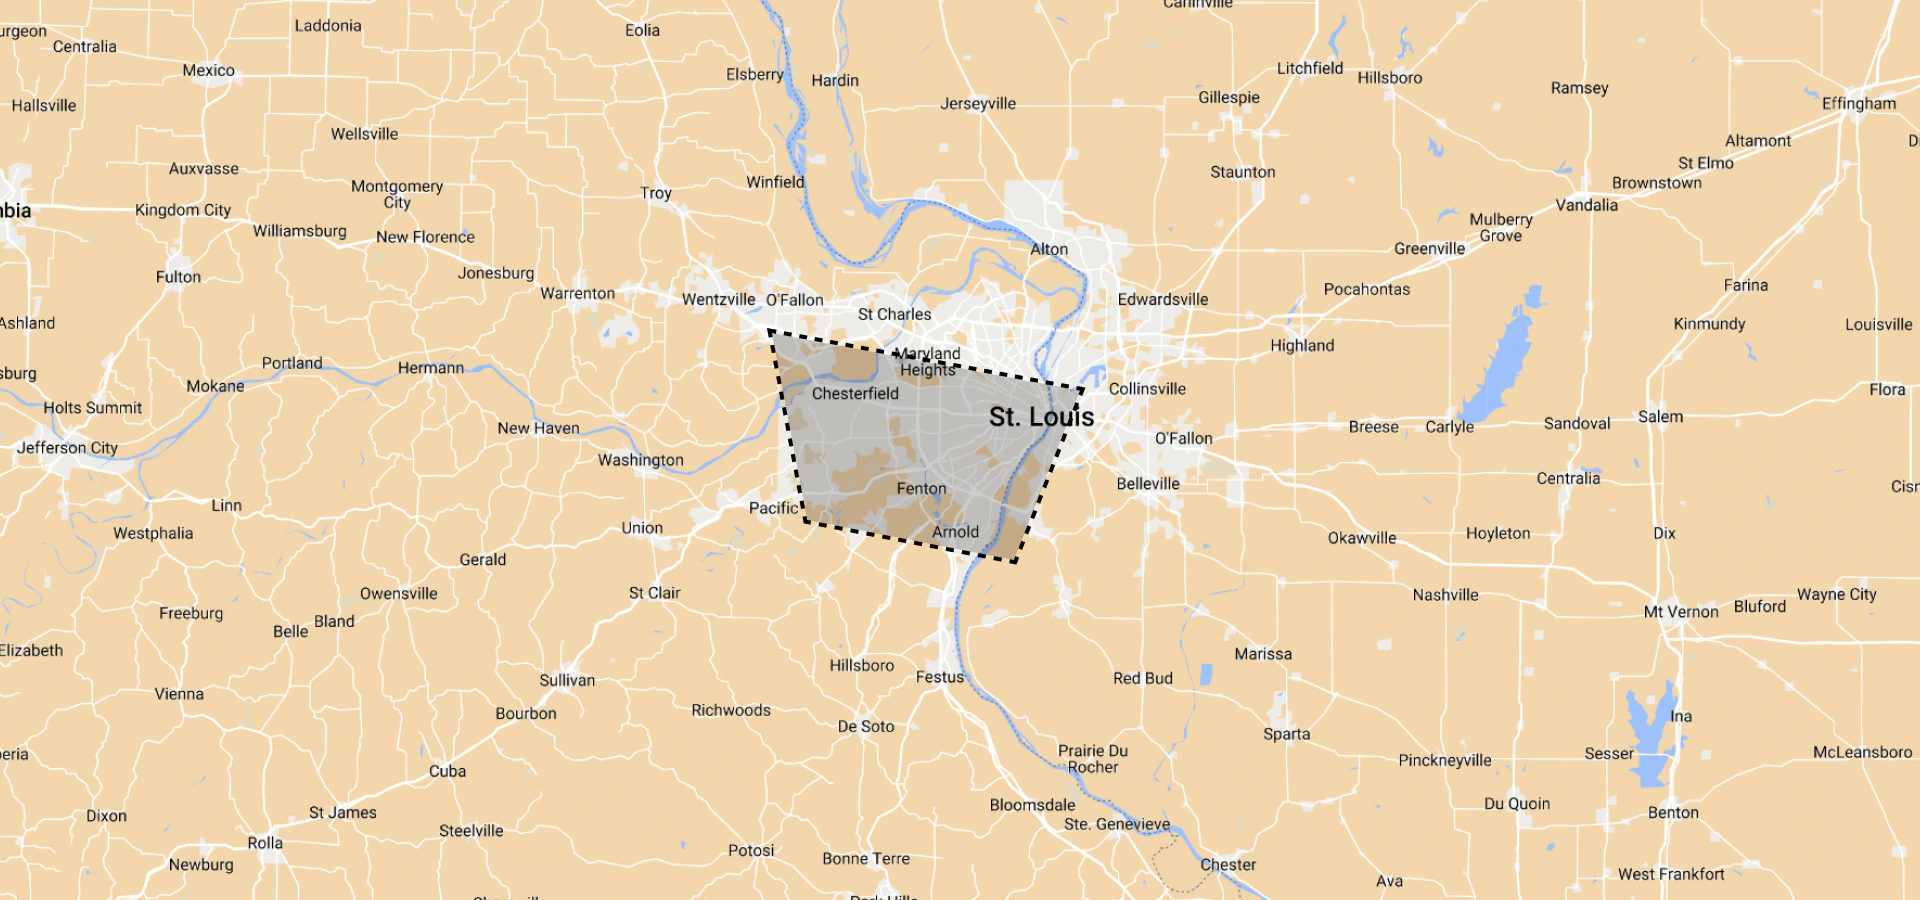 Carlinville
Laddonia
Eolia
Centralia
Mexico
Elsberry
Hardin
Litchfield
Hillsboro
Ramsey
Hallsville
Jerseyville
Gillespie
Effingham
Wellsville
Altamont
Auxvasse
Staunton
St Elmo
Montgomery
City
Troy
Winfield
Brownstown
Kingdom City
Vandalia
Williamsburg
New Florence
Mulberry
Grove
Alton
Greenville
Fulton
Jonesburg
Warrenton
Wentzville
O'Fallon
Edwardsville
Pocahontas
Farina
Ashland
St Charles
Kinmundy
Louisville
Highland
Portland
Hermann
Maryland
Heights
Mokane
Chesterfield
Collinsville
Flora
Holts Summit
St. Louis
Breese
Carlyle
Sandoval
Salem
New Haven
O'Fallon
Jefferson City
Washington
Belleville
Centralia
Fenton
Linn
Pacific
Westphalia
Union
Arnold
Okawville
Hoyleton
Dix
Gerald
Owensville
St Clair
Nashville
Wayne City
Freeburg
Bland
Belle
Mt Vernon
Bluford
Elizabeth
Hillsboro
Marissa
Festus
Red Bud
Vienna
Sullivan
Bourbon
Richwoods
De Soto
Ina
Sparta
Prairie Du
Rocher
Sesser
McLeansboro
Pinckneyville
Cuba
Bloomsdale
Du Quoin
Dixon
St James
Ste. Genevieve
Benton
Steelville
Rolla
Potosi
Bonne Terre
Newburg
Chester
West Frankfort
Ava